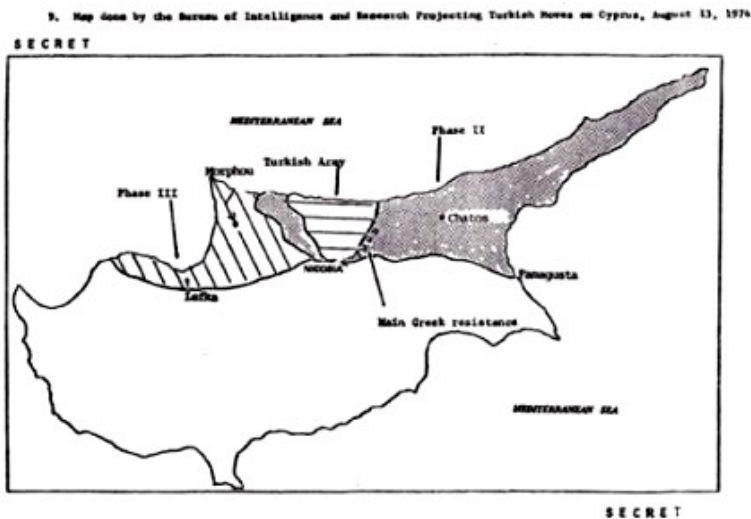 9. Map done by the Bureau of Intelligence and Research Projecting Turkish Moves on Cyprus, August 13, 1974
SECRET
MEDITERRANEAN SEA
Phase II
Turkish Army
Morphou
Phase III
Chatos
NICOSIA
Famagusta
Lefka
Main Greek resistance
MEDITERRANEAN SEA
SECRET